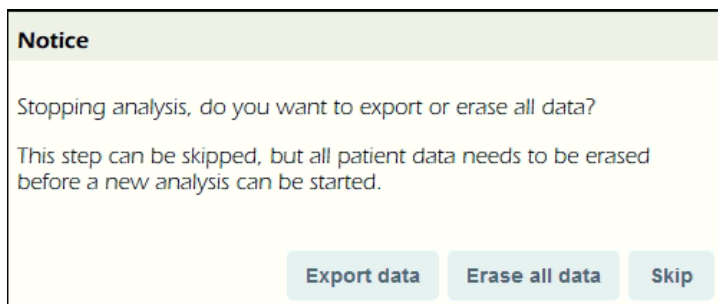 Notice
Stopping analysis, do you want to export or erase all data?
This step can be skipped, but all patient data needs to be erased
before a new analysis can be started.
Export data
Erase all data
Skip